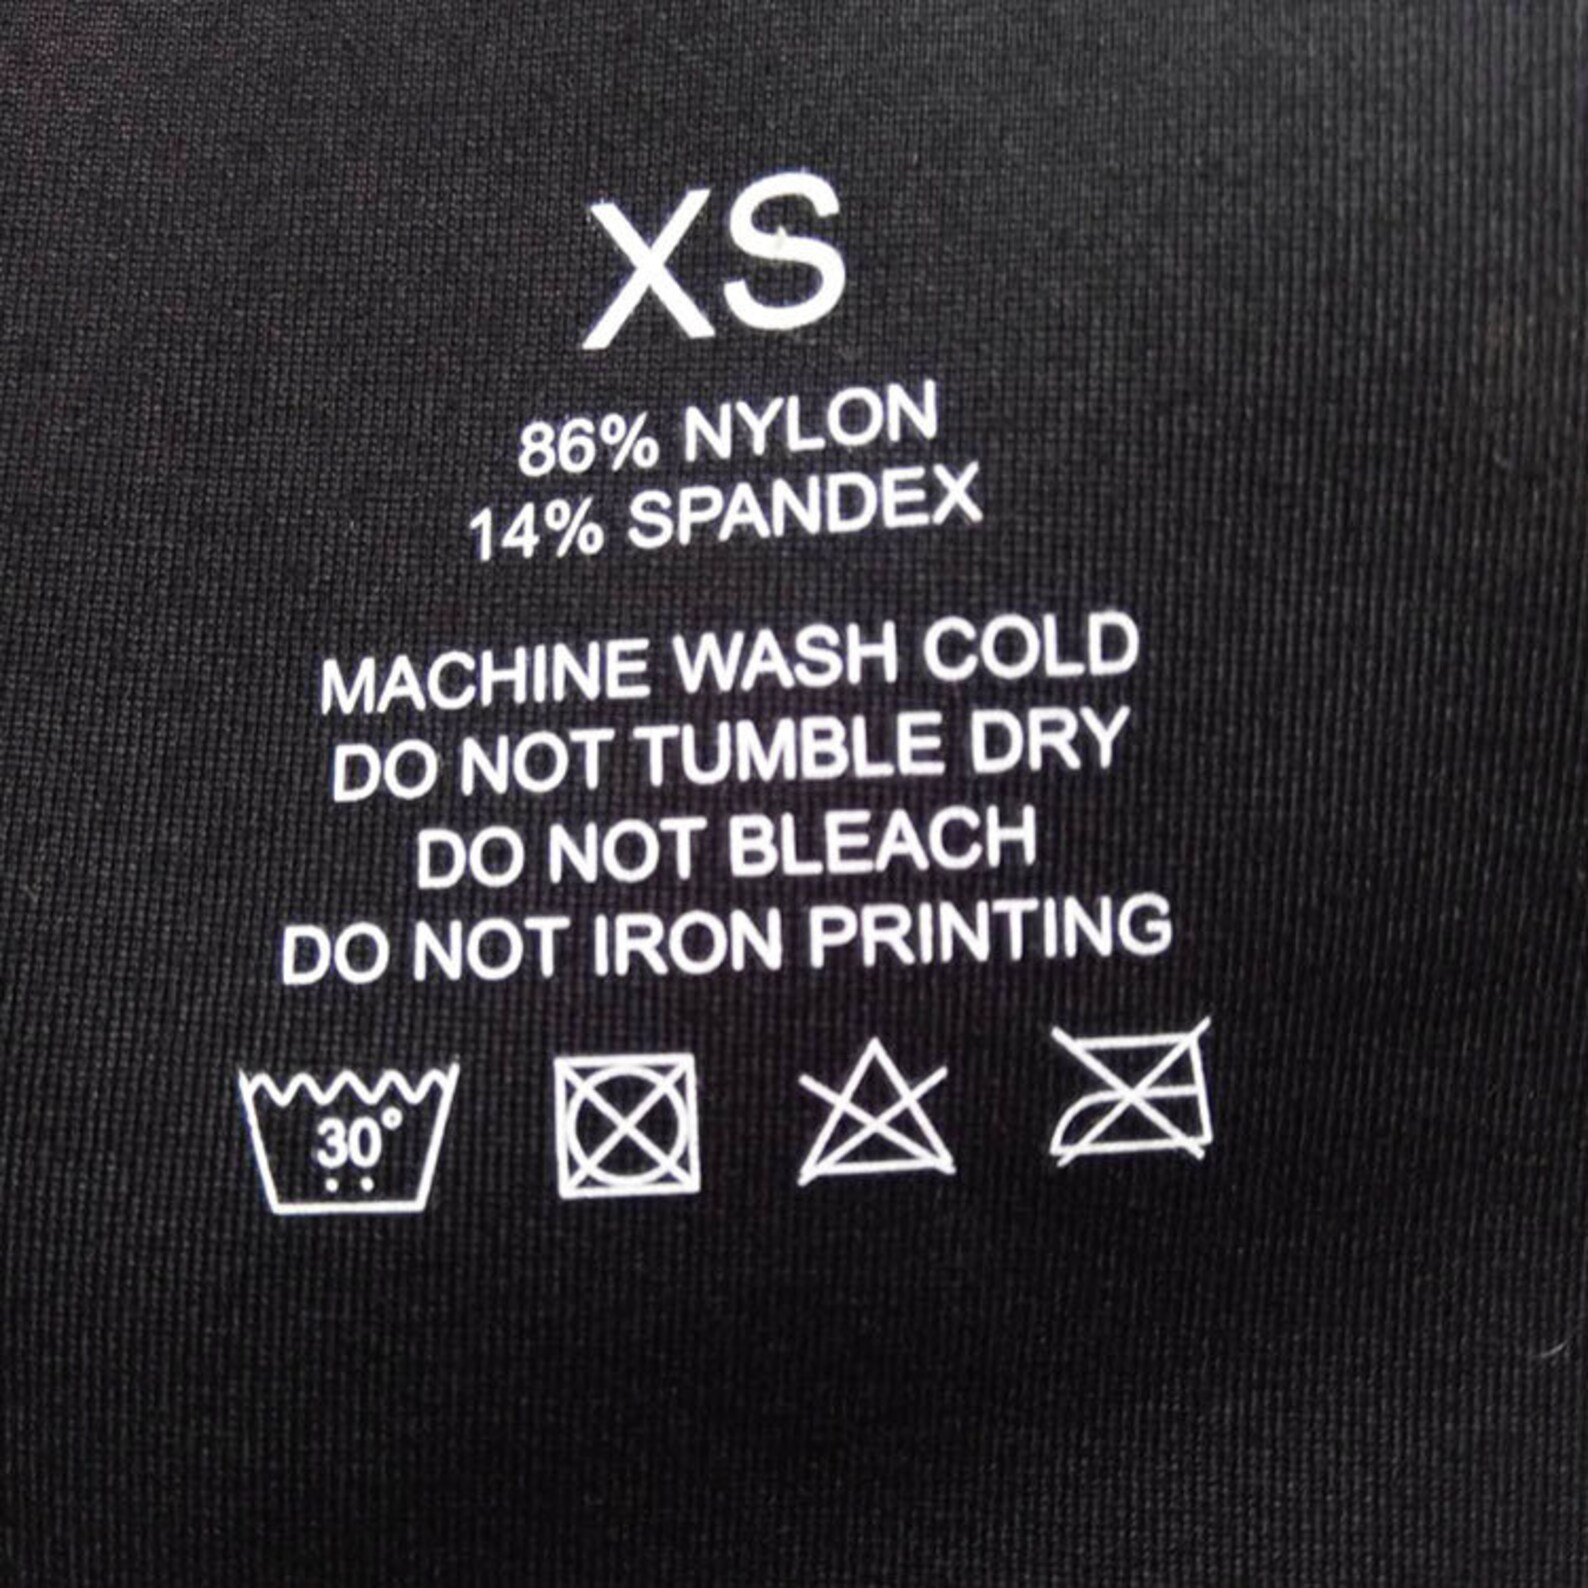 XS
86% NYLON
14% SPANDEX
MACHINE WASH COLD
DO NOT TUMBLE DRY
DO NOT BLEACH
DO NOT IRON PRINTING
30°